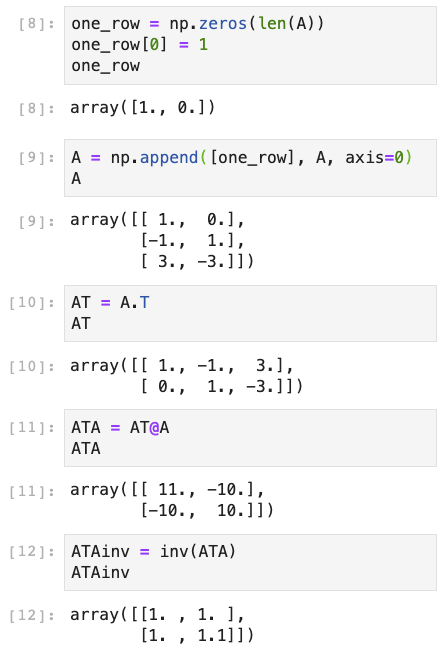 [8]: one_row = np.zeros(len(A))
one_row[0] = 1
one_row
[8]: array([1., 0.])
[9]: A = np.append([one_row], A, axis=0)
A
[9]: array([[ 1.,  0.],
       [-1.,  1.],
       [ 3., -3.]])
[10]: AT = A.T
AT
[10]: array([[ 1., -1.,  3.],
       [ 0.,  1., -3.]])
[11]: ATA = AT@A
ATA
[11]: array([[ 11., -10.],
       [-10.,  10.]])
[12]: ATAinv = inv(ATA)
ATAinv
[12]: array([[1. , 1. ],
       [1. , 1.1]])